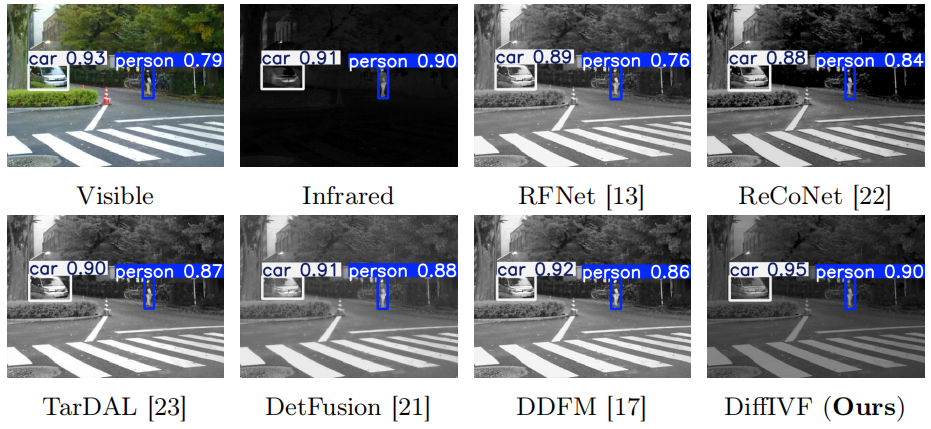 car 0.93 person 0.79
car 0.91 person 0.90
car 0.89 person 0.76
car 0.88 person 0.84
Visible
Infrared
RFNet [13]
ReCoNet [22]
car 0.90 person 0.87
car 0.91 person 0.88
car 0.92 person 0.86
car 0.95 person 0.90
TarDAL [23]
DetFusion [21]
DDFM [17]
DiffIVF (Ours)